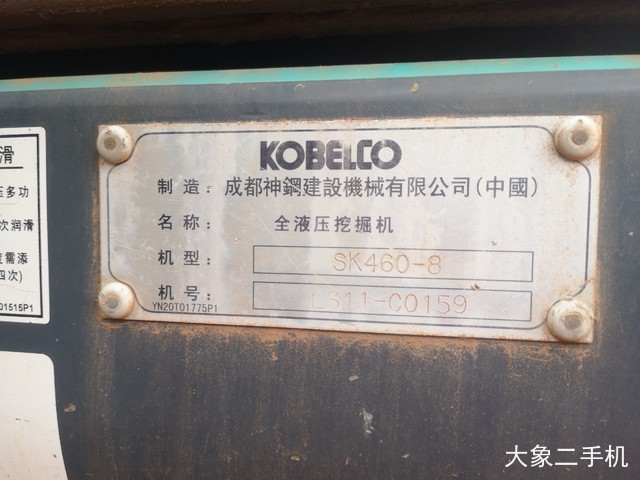 KOBELCO
制造：成都神鋼建設機械有限公司(中國)
名称：全液压挖掘机
机型：SK460-8
机号：LS11-C0159
YN20T01775P1
滑
压多功
次润滑
度需添
四次)
01515P1
大象二手机